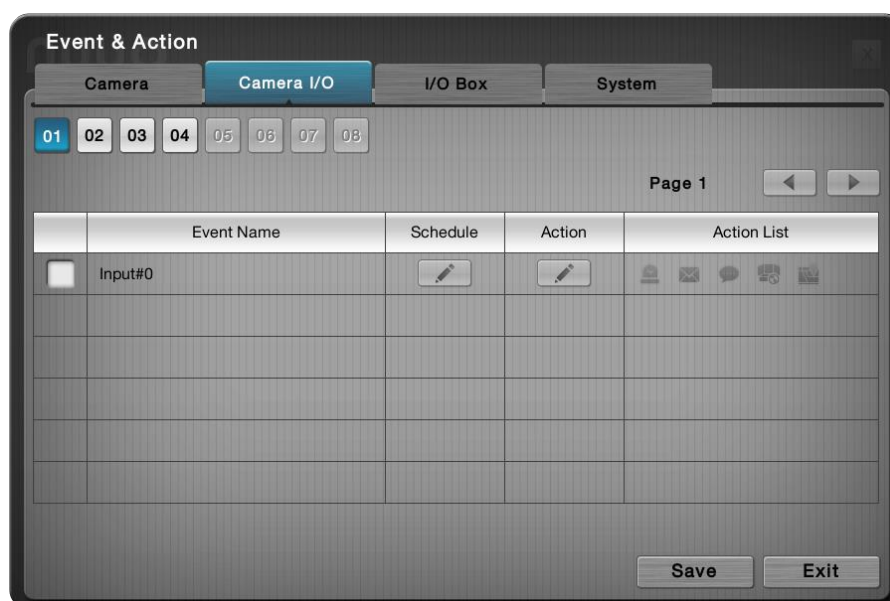 Event & Action
Camera Camera I/O I/O Box System
01 02 03 04 05 06 07 08
Page 1
Event Name Schedule Action Action List
Input#0
Save Exit